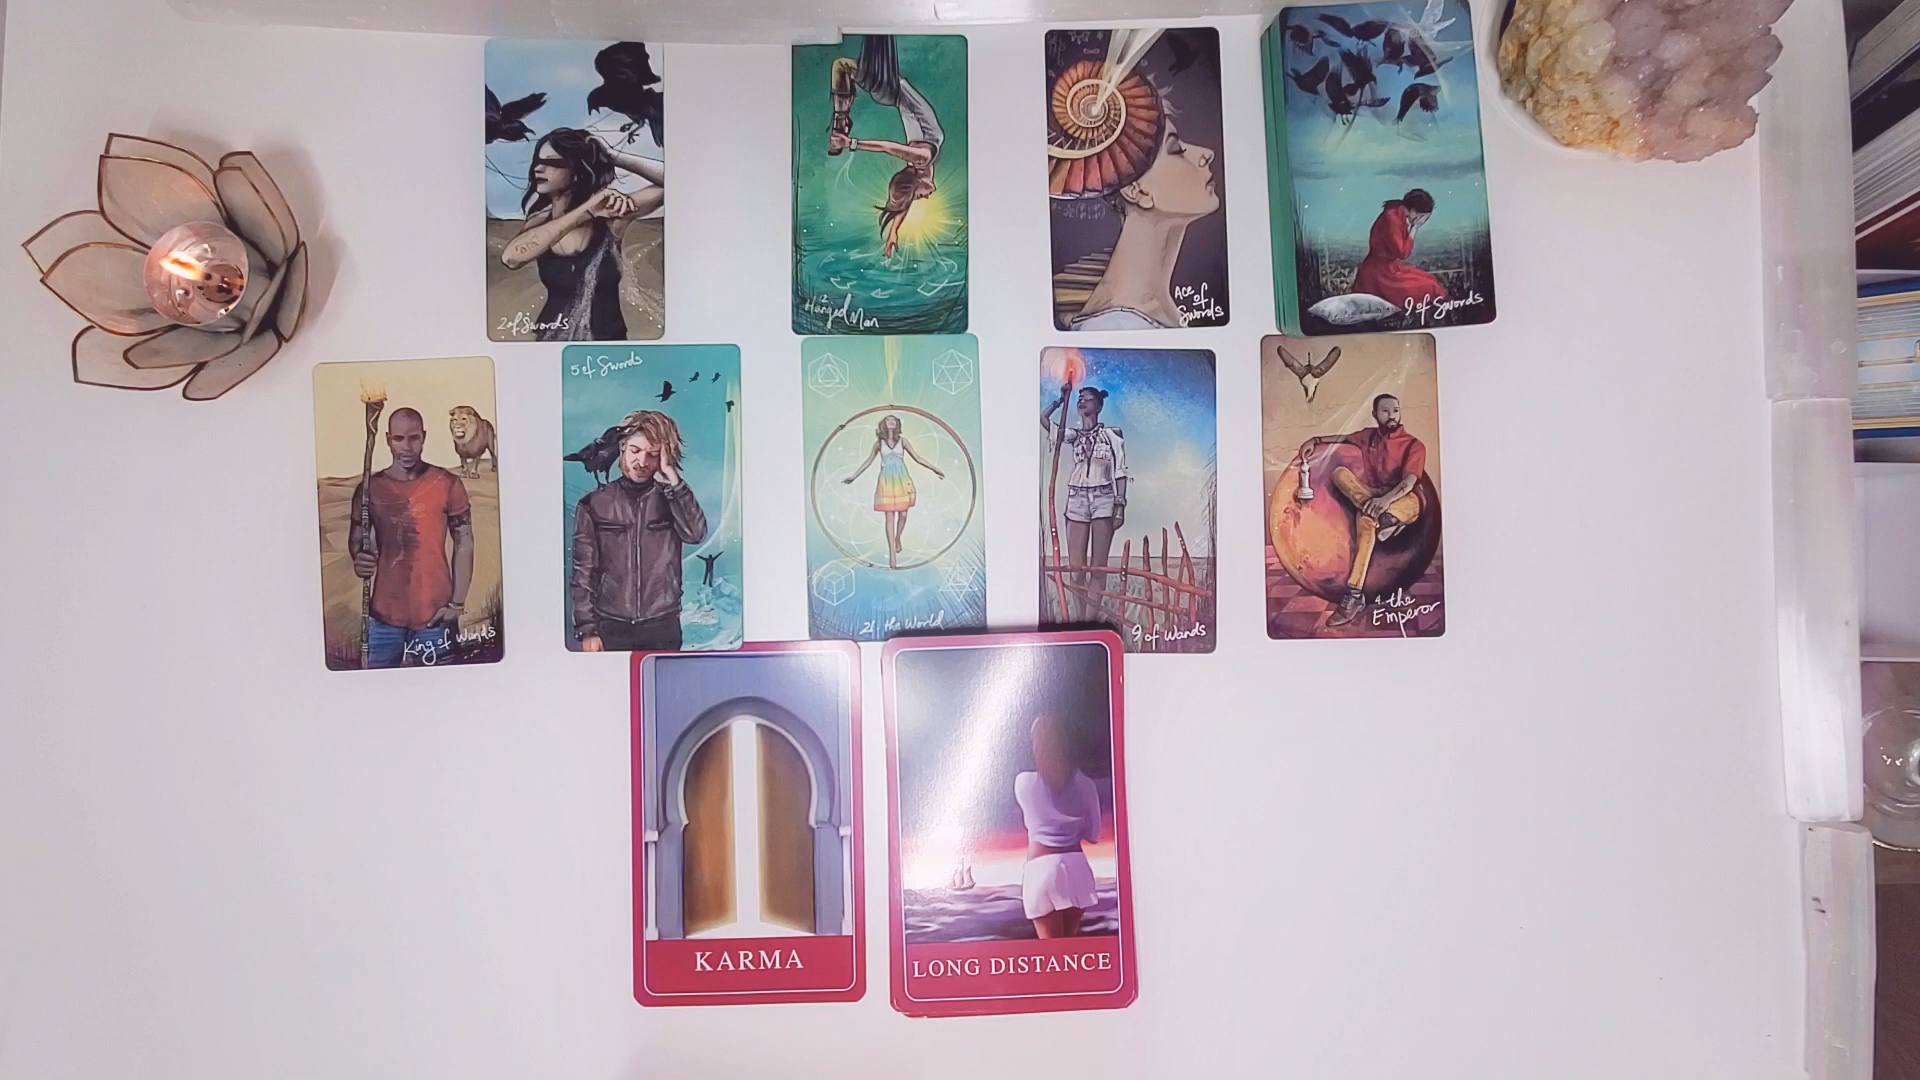 2 of Swords
12
Hanged Man
Ace
of
Swords
9 of Swords
King of Wands
5 of Swords
21. the World
9 of Wands
4. the
Emperor
KARMA
LONG DISTANCE